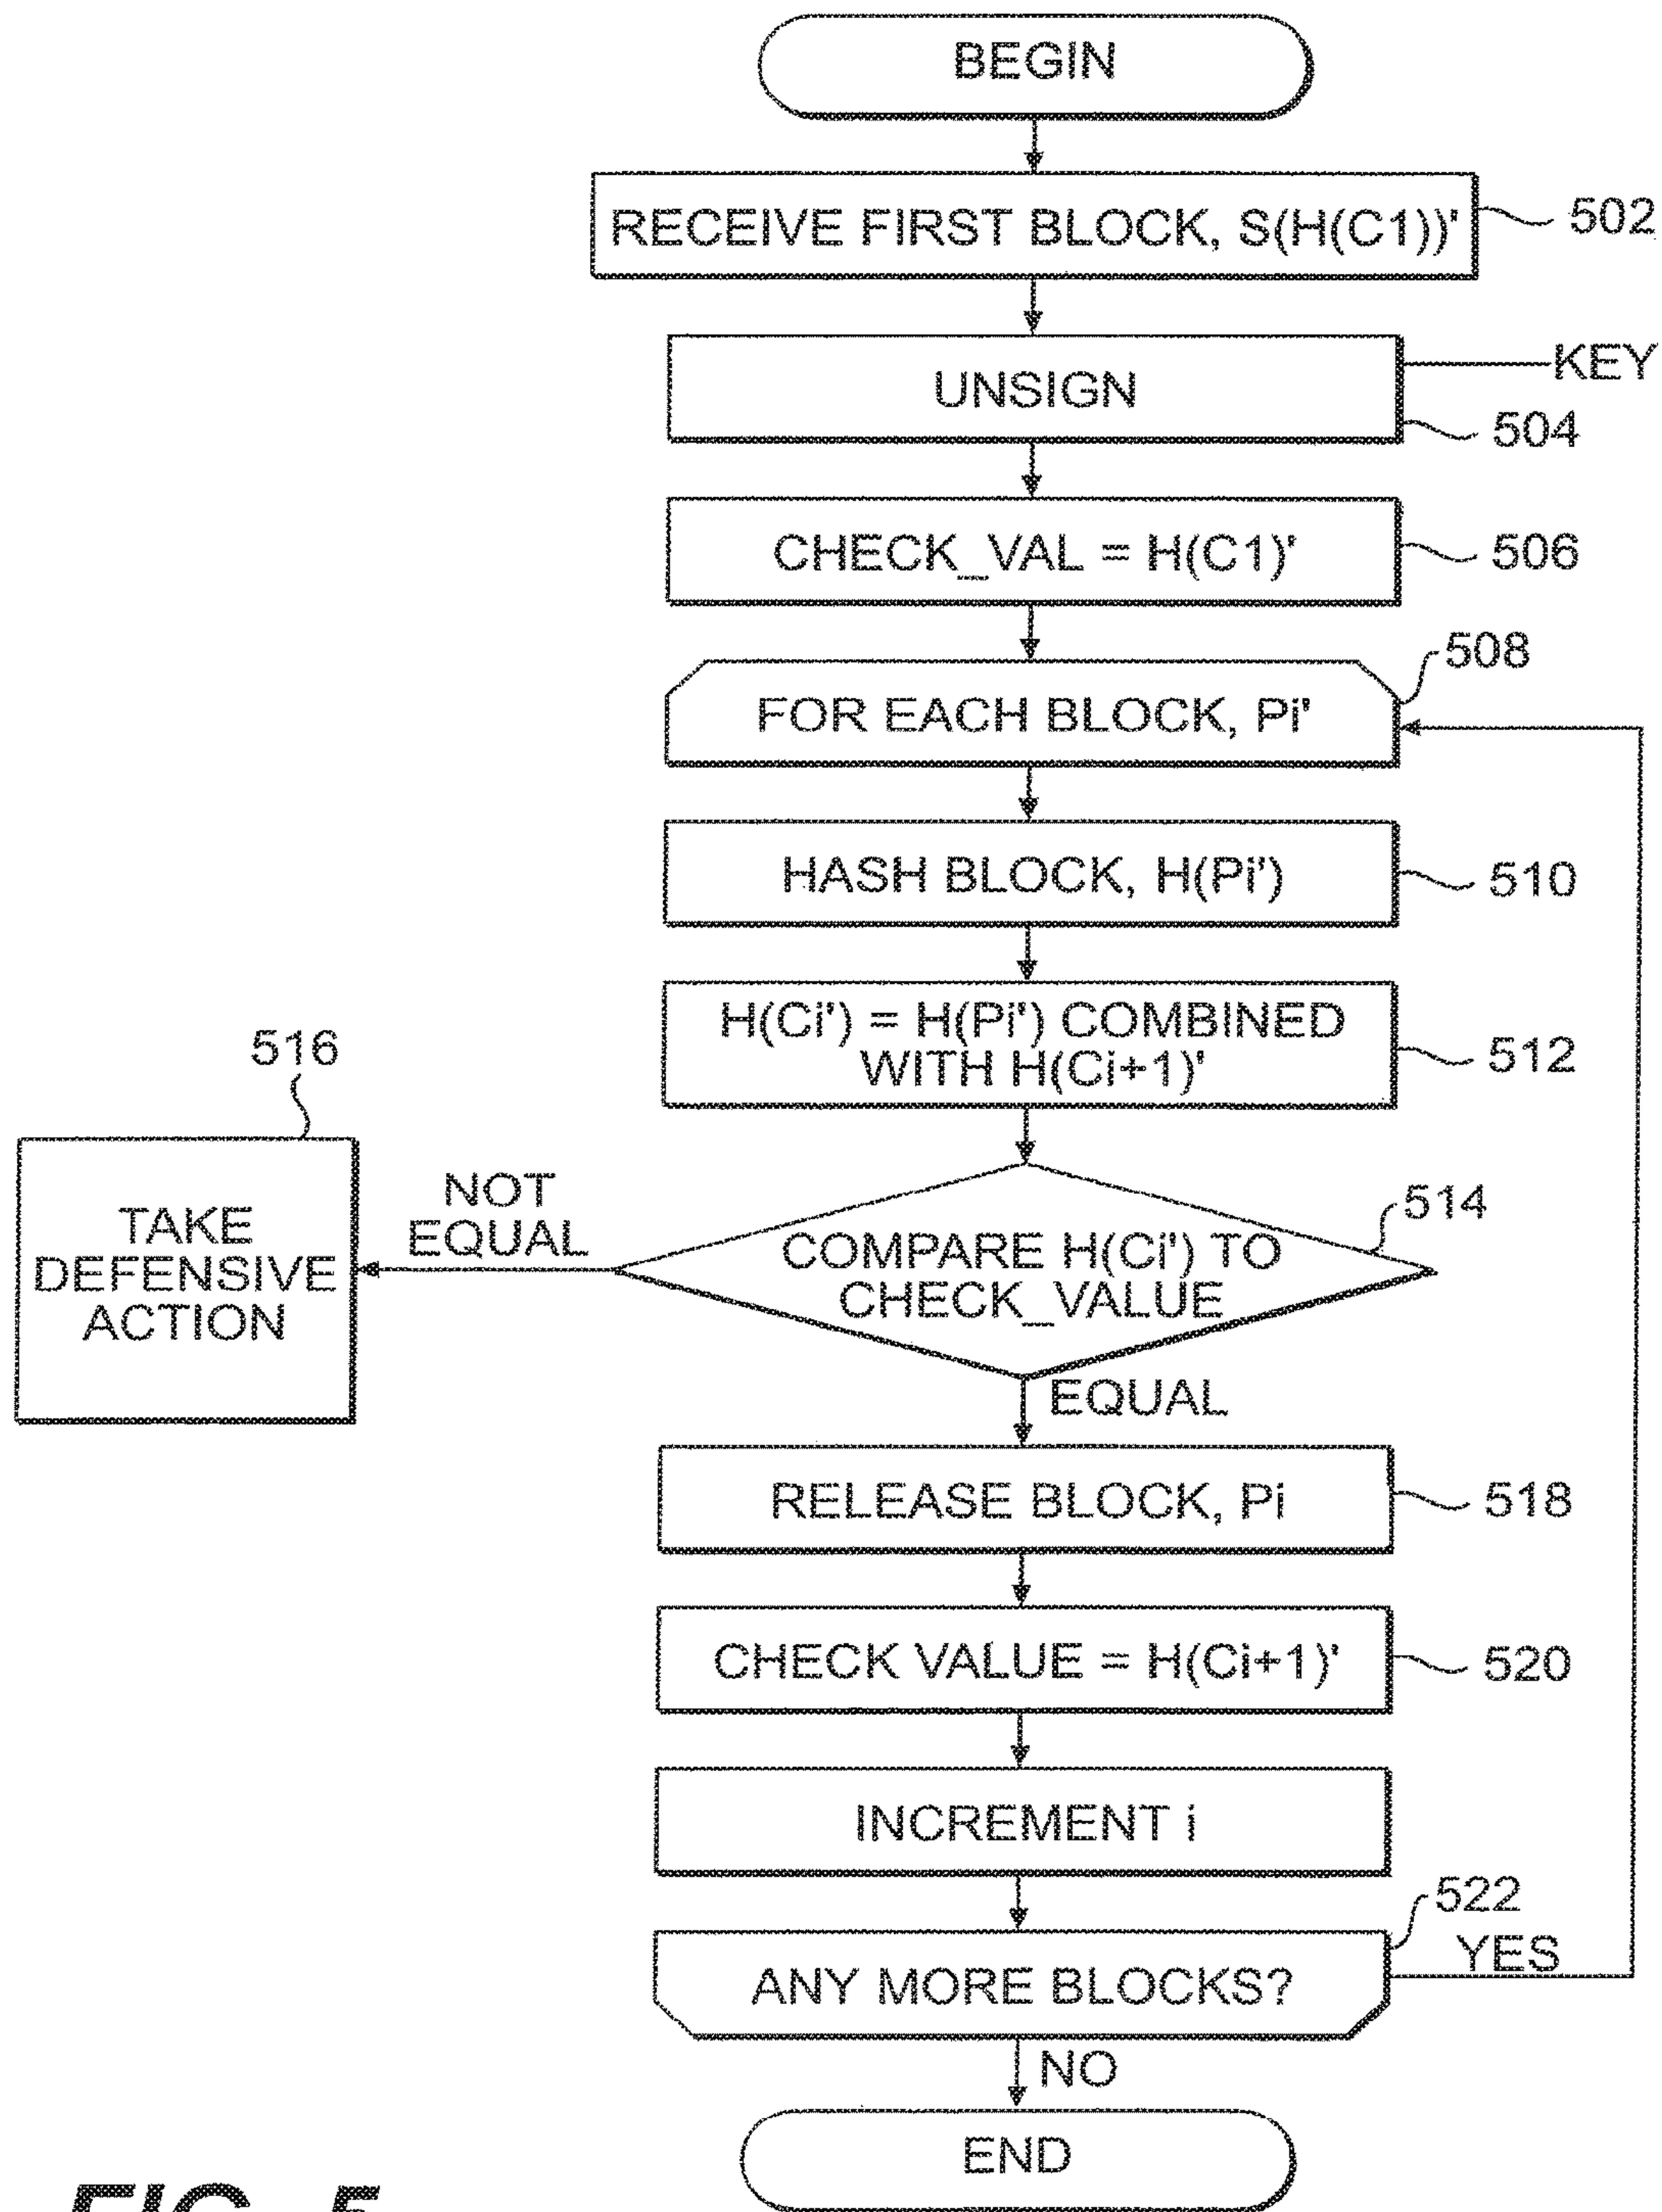 BEGIN
RECEIVE FIRST BLOCK, S(H(C1))'
502
UNSIGN
KEY
504
CHECK_VAL = H(C1)'
506
508
FOR EACH BLOCK, Pi'
HASH BLOCK, H(Pi')
510
H(Ci') = H(Pi') COMBINED
WITH H(Ci+1)'
512
516
TAKE
DEFENSIVE
ACTION
NOT
EQUAL
514
COMPARE H(Ci') TO
CHECK_VALUE
EQUAL
RELEASE BLOCK, Pi
518
CHECK VALUE = H(Ci+1)'
520
INCREMENT i
522
ANY MORE BLOCKS?
YES
NO
END
FIG. 5